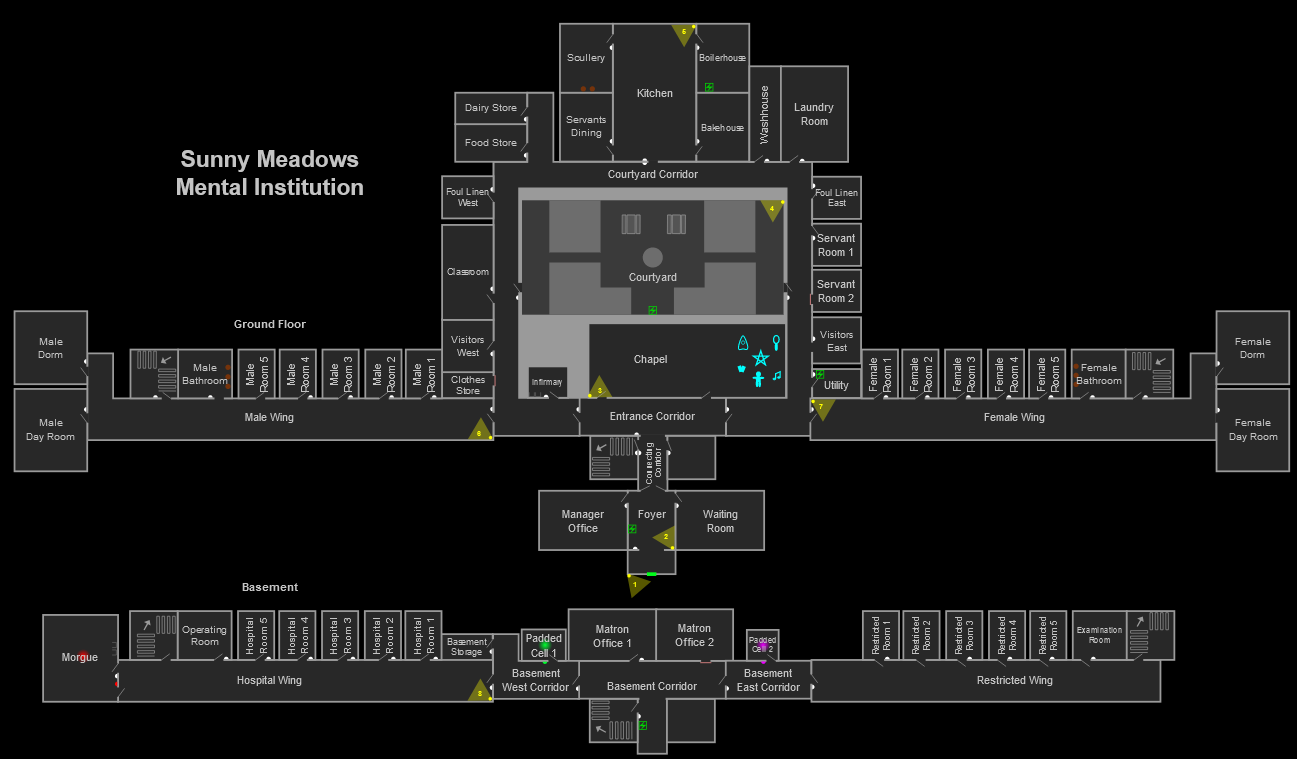 5
Scullery
Boilerhouse
Kitchen
Dairy Store
Food Store
Servants
Dining
Bakehouse
Washhouse
Laundry
Room
Sunny Meadows
Mental Institution
Courtyard Corridor
Foul Linen
West
Foul Linen
East
4
Servant
Room 1
Classroom
Courtyard
Servant
Room 2
Ground Floor
Male
Dorm
Male
Bathroom
Male
Room 5
Male
Room 4
Male
Room 3
Male
Room 2
Male
Room 1
Visitors
West
Clothes
Store
Chapel
Infirmary
3
Visitors
East
Utility
Female
Room 1
Female
Room 2
Female
Room 3
Female
Room 4
Female
Room 5
Female
Bathroom
Female
Dorm
Male
Day Room
Male Wing
6
Entrance Corridor
7
Female Wing
Female
Day Room
Connecting
Corridor
Manager
Office
Foyer
Waiting
Room
2
1
Basement
Morgue
Operating
Room
Hospital
Room 5
Hospital
Room 4
Hospital
Room 3
Hospital
Room 2
Hospital
Room 1
Basement
Storage
Padded
Cell 1
Matron
Office 1
Matron
Office 2
Padded
Cell 2
Restricted
Room 1
Restricted
Room 2
Restricted
Room 3
Restricted
Room 4
Restricted
Room 5
Examination
Room
Hospital Wing
8
Basement
West Corridor
Basement Corridor
Basement
East Corridor
Restricted Wing